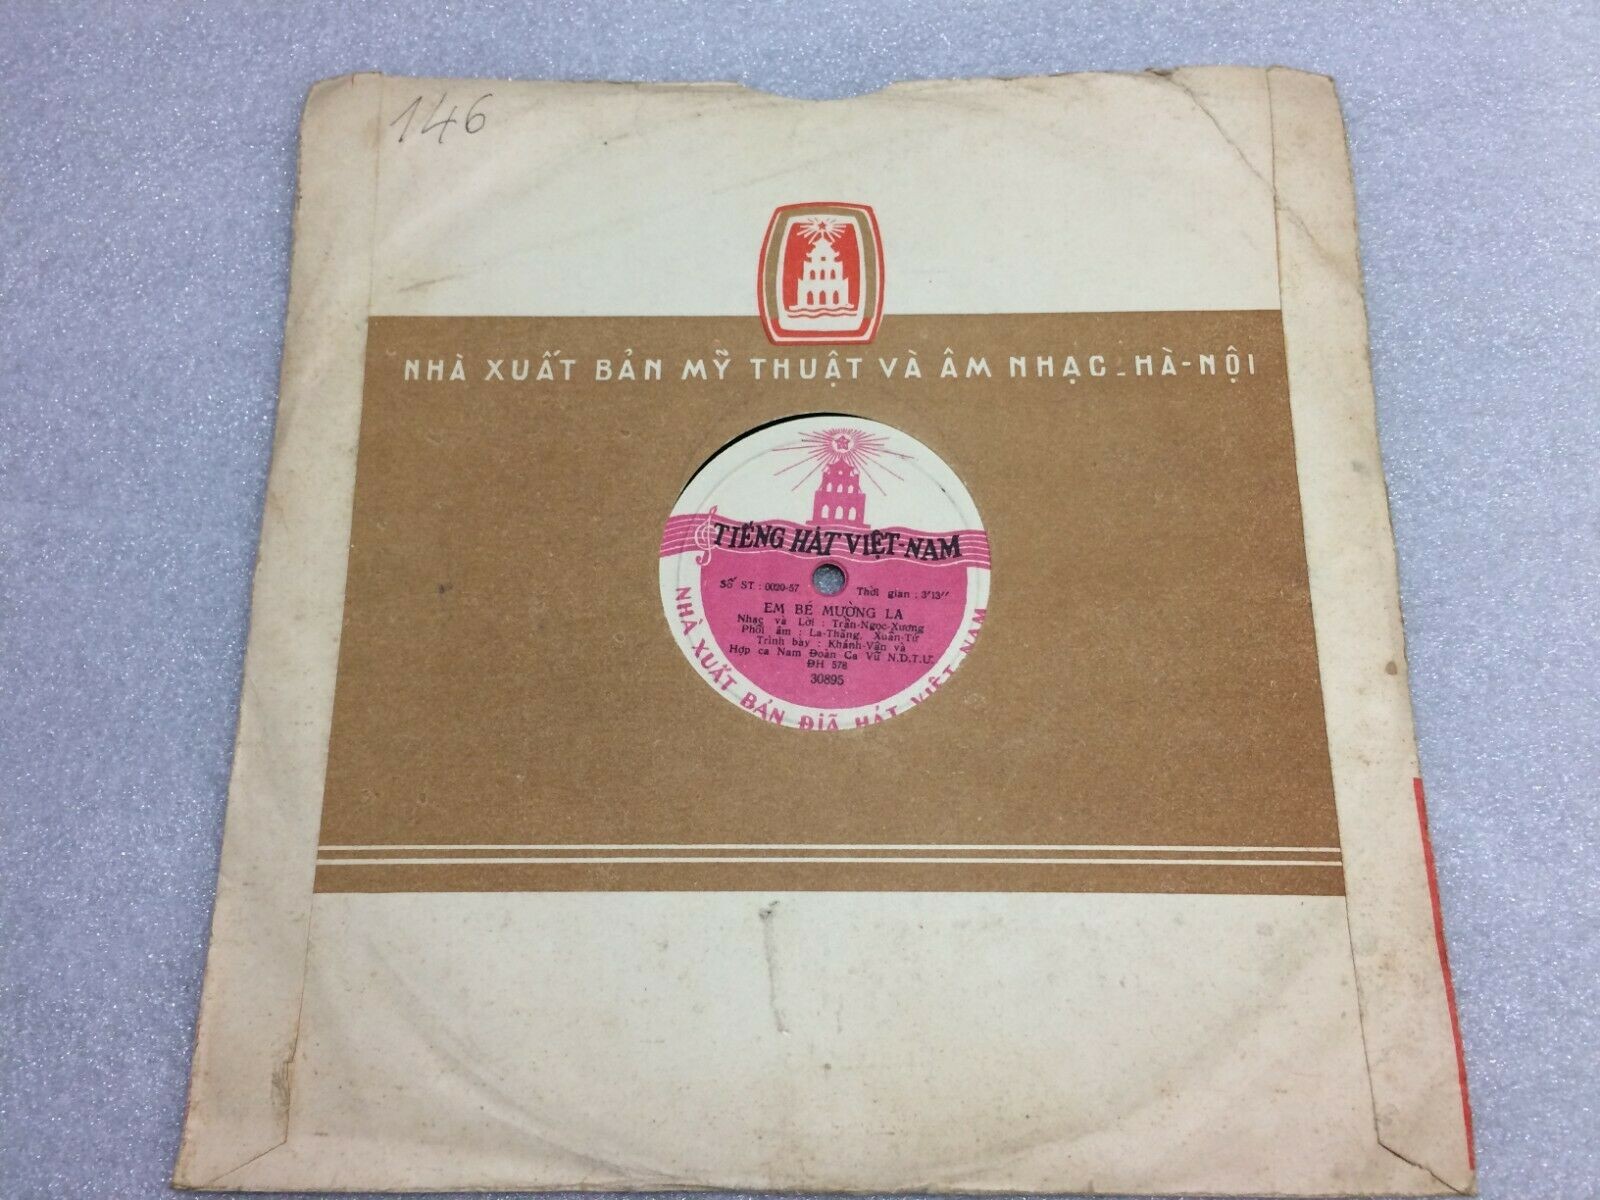 146
NHÀ XUẤT BẢN MỸ THUẬT VÀ ÂM NHẠC - HÀ-NỘI
TIẾNG HÁT VIỆT-NAM
Số ST : 0020-57 Thời gian : 3'13''
EM BÉ MƯỜNG LA
Nhạc và Lời : Trần-Ngọc-Xương
Phối âm : La-Thăng, Xuân-Tứ
Trình bày : Khánh-Vân và
Hợp ca Nam Đoàn Ca Vũ N.D.T.Ư.
ĐH 578
30895
NHÀ XUẤT BẢN ĐĨA HÁT VIỆT NAM